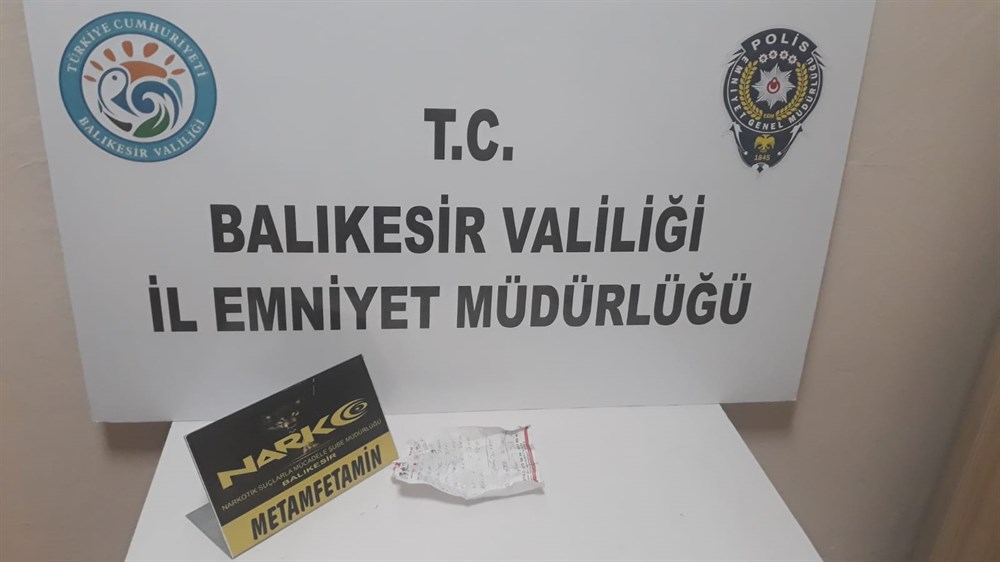 TÜRKİYE CUMHURİYETİ
BALIKESİR VALİLİĞİ
POLİS
EMNİYET GENEL MÜDÜRLÜĞÜ
EGM
1845
T.C.
BALIKESİR VALİLİĞİ
İL EMNİYET MÜDÜRLÜĞÜ
NARKO
NARKOTİK SUÇLARLA MÜCADELE ŞUBE MÜDÜRLÜĞÜ
BALIKESİR
METAMFETAMİN